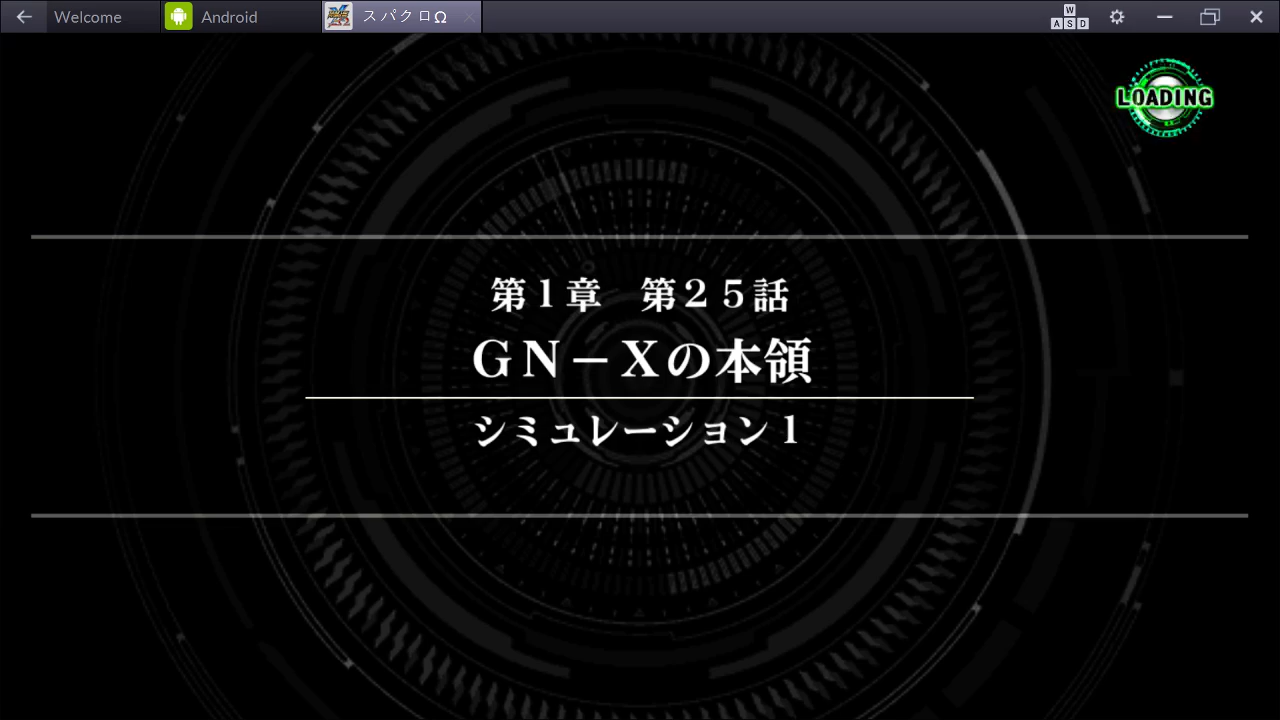 Welcome
Android
スパクロΩ
W
A S D
LOADING
第１章　第２５話
ＧＮ－Ｘの本領
シミュレーション１